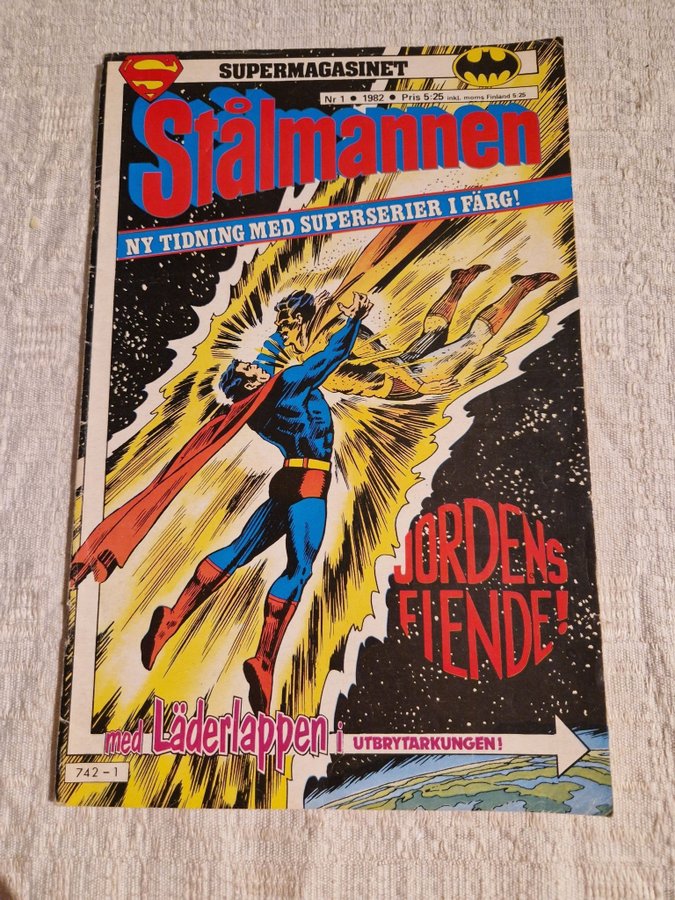 SUPERMAGASINET
Nr 1 • 1982 • Pris 5:25 inkl. moms Finland 5:25
Stålmannen
NY TIDNING MED SUPERSERIER I FÄRG!
JORDENS
FIENDE!
med Läderlappen i UTBRYTARKUNGEN!
742-1